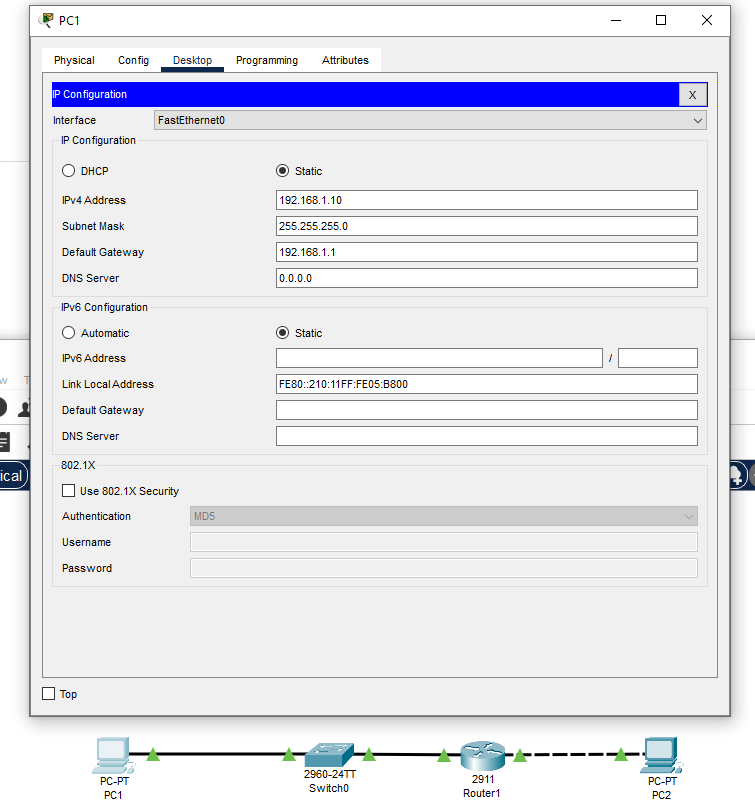 PC1
Physical Config Desktop Programming Attributes
IP Configuration X
Interface FastEthernet0
IP Configuration
DHCP Static
IPv4 Address 192.168.1.10
Subnet Mask 255.255.255.0
Default Gateway 192.168.1.1
DNS Server 0.0.0.0
IPv6 Configuration
Automatic Static
IPv6 Address /
Link Local Address FE80::210:11FF:FE05:B800
Default Gateway
DNS Server
802.1X
Use 802.1X Security
Authentication MD5
Username
Password
Top
ical
PC-PT
PC1
2960-24TT
Switch0
2911
Router1
PC-PT
PC2